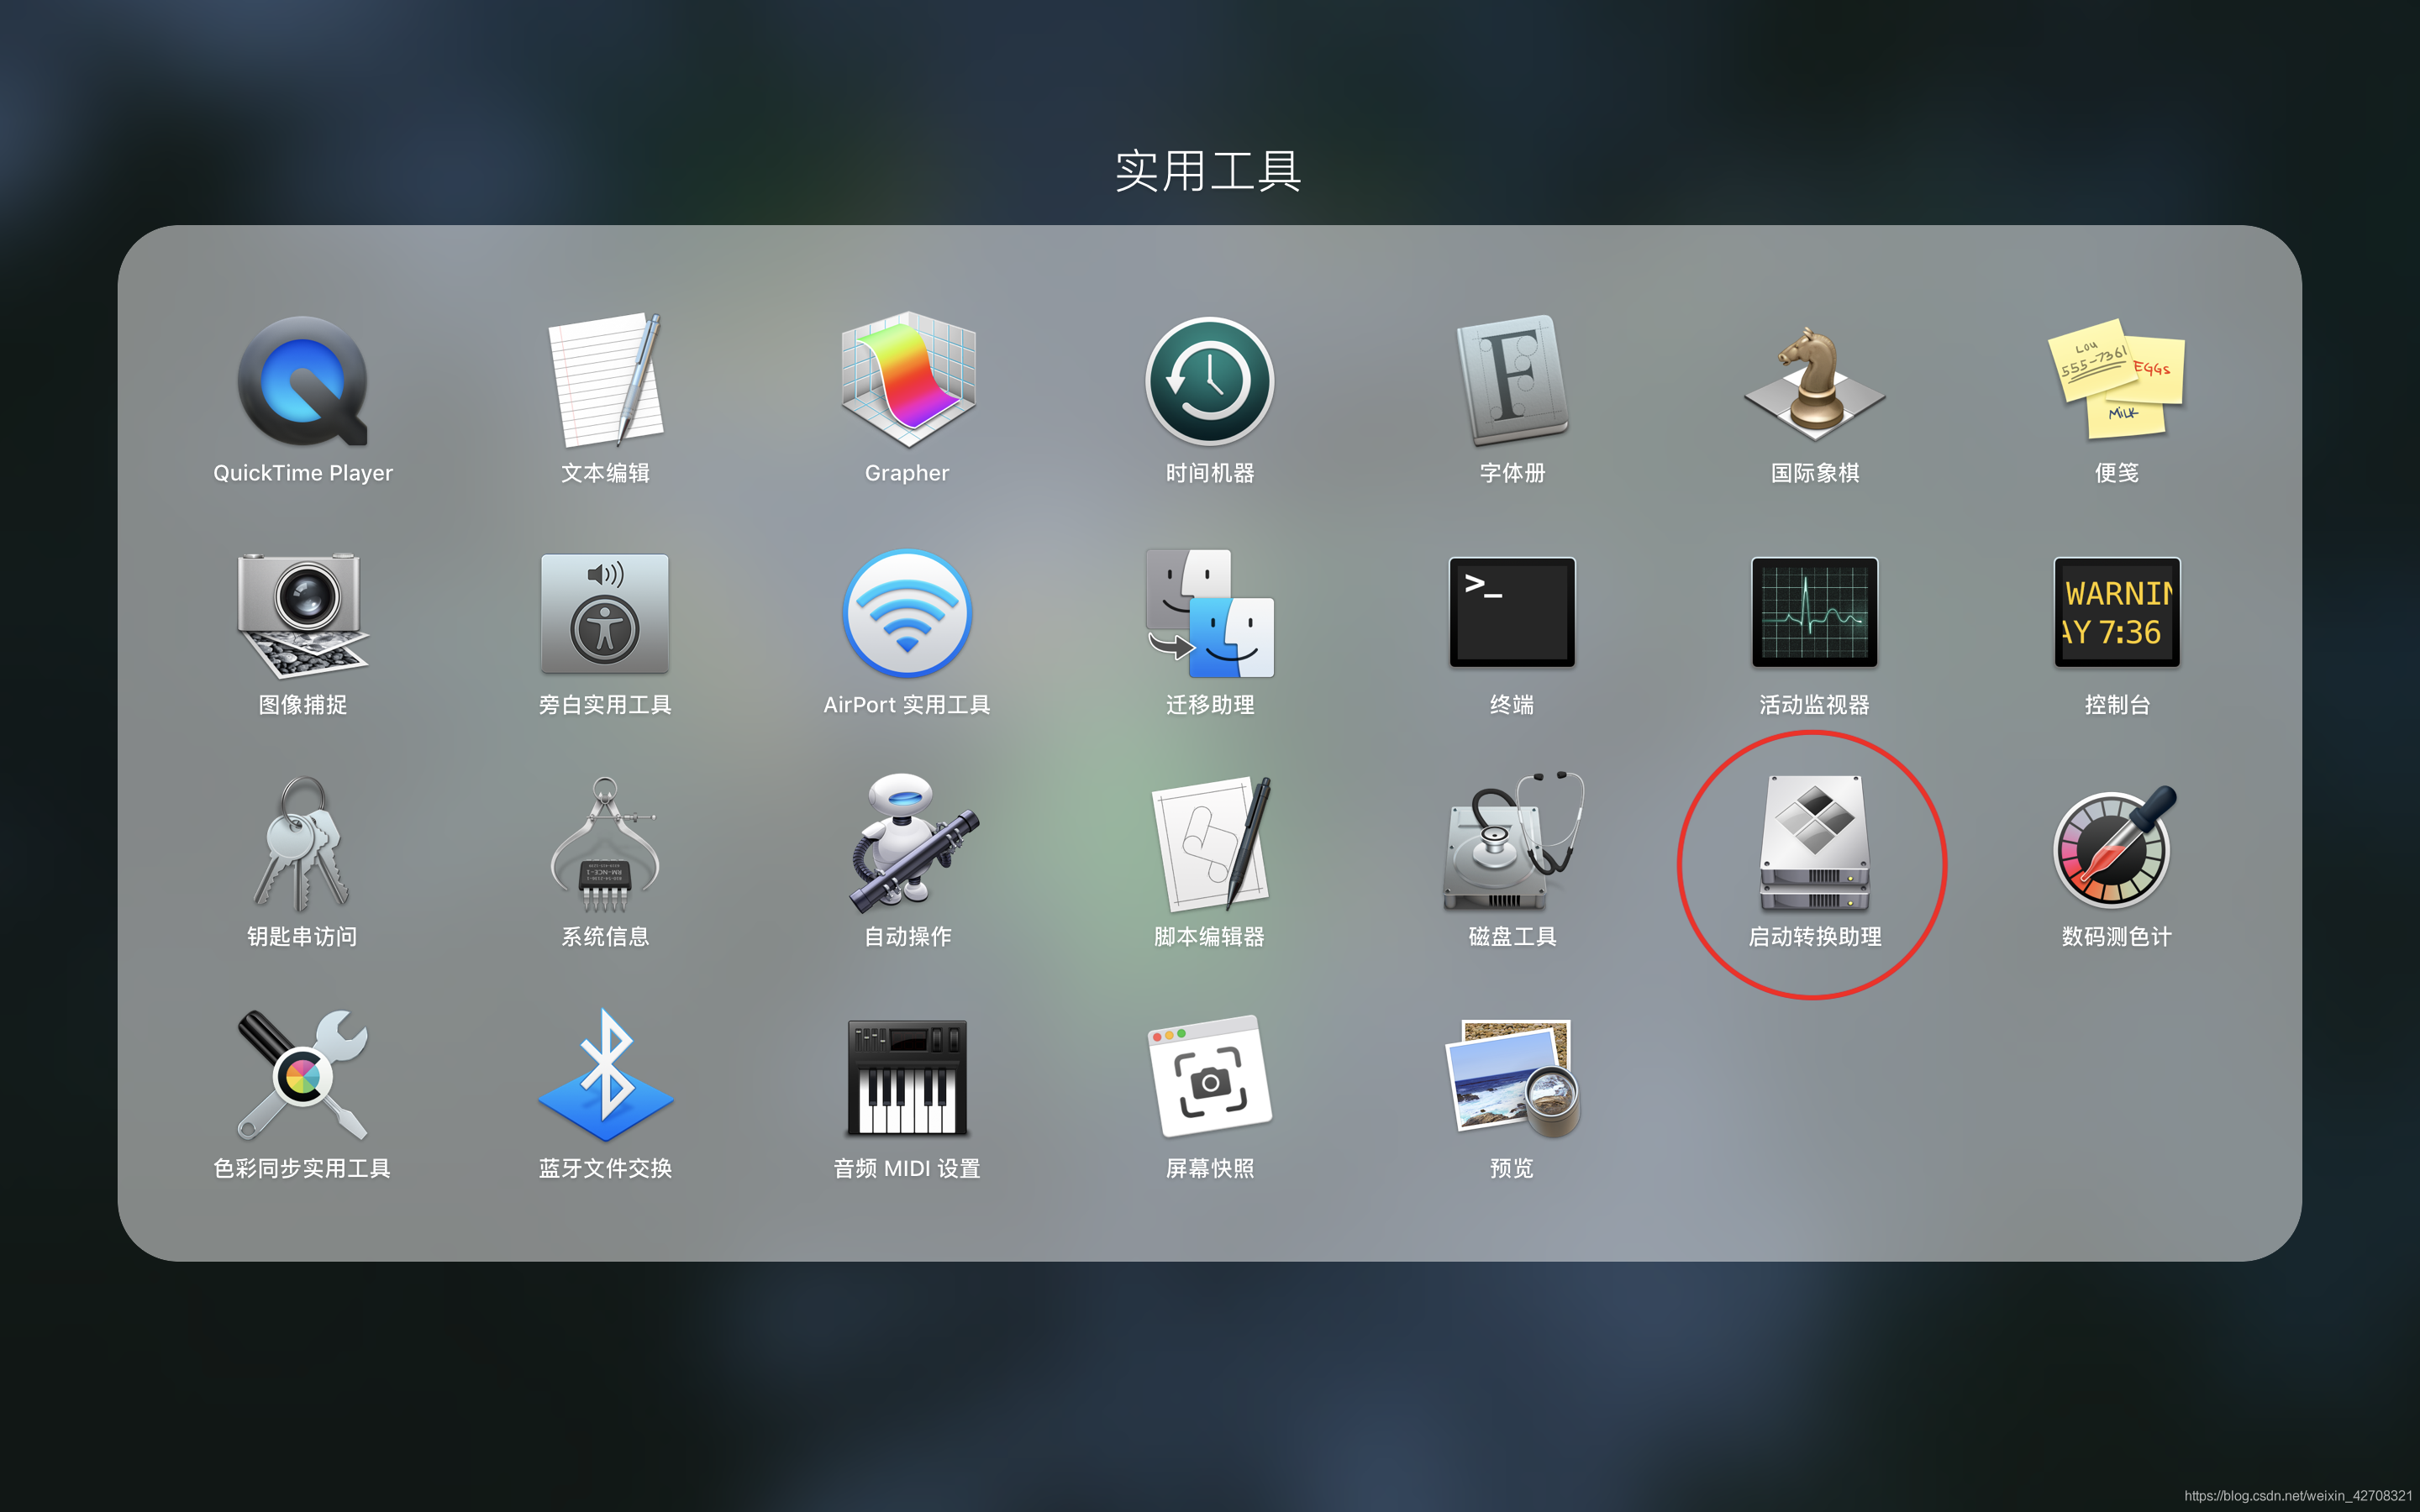 实用工具
QuickTime Player
文本编辑
Grapher
时间机器
字体册
国际象棋
LOU
555-7361
EGGs
MILK
便笺
图像捕捉
旁白实用工具
AirPort 实用工具
迁移助理
>_
终端
活动监视器
WARNIN
AY 7:36
控制台
钥匙串访问
系统信息
自动操作
脚本编辑器
磁盘工具
启动转换助理
数码测色计
色彩同步实用工具
蓝牙文件交换
音频 MIDI 设置
屏幕快照
预览
https://blog.csdn.net/weixin_42708321